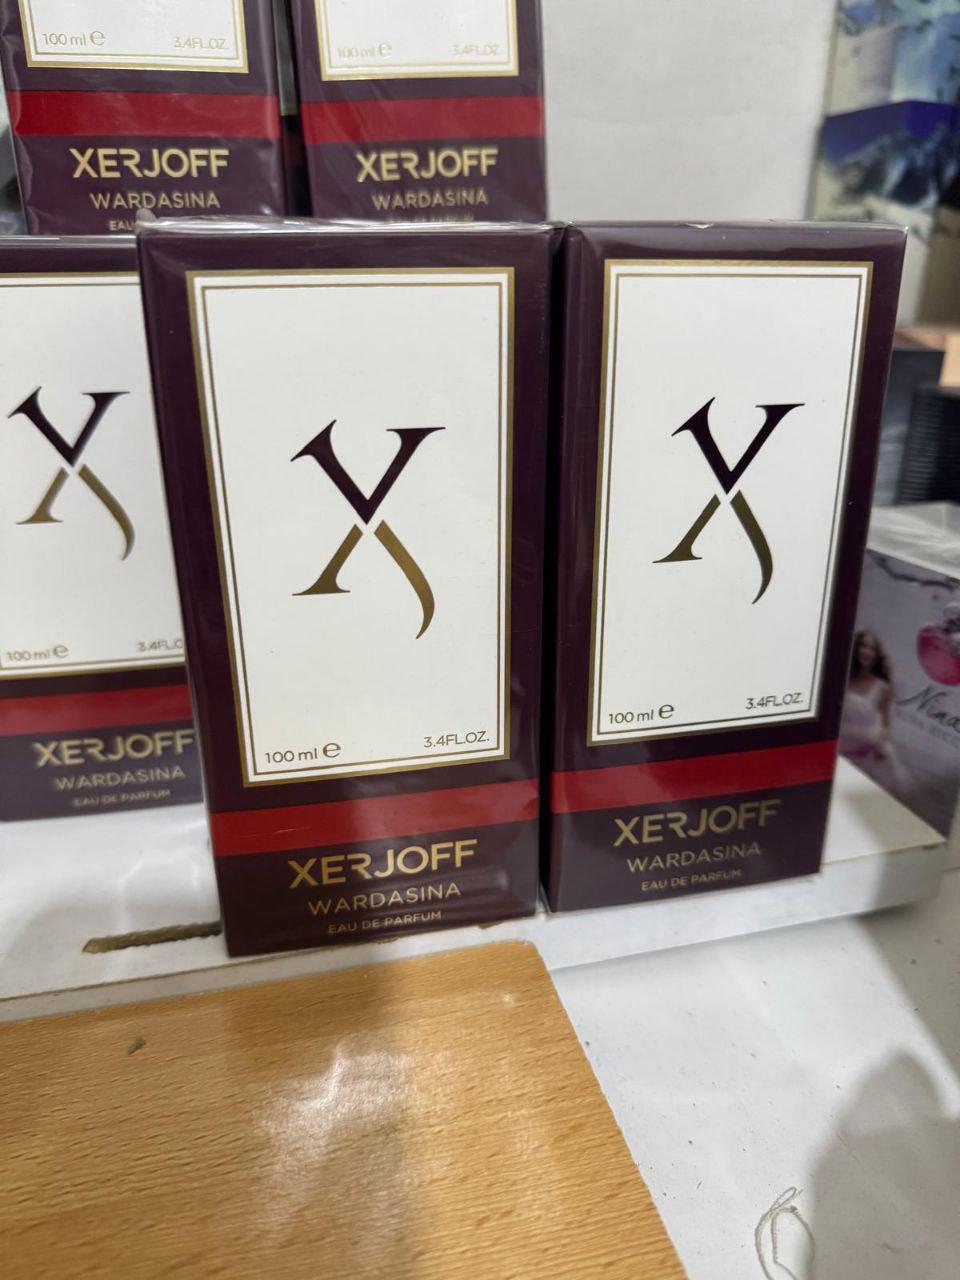 100 ml e 3.4FL.OZ.
XERJOFF
WARDASINA
EAU
100 ml e 3.4FL.OZ.
XERJOFF
WARDASINA
100 ml e 3.4FL.O
XERJOFF
WARDASINA
EAU DE PARFUM
X
100 ml e 3.4FL.OZ.
XERJOFF
WARDASINA
EAU DE PARFUM
X
100 ml e 3.4FL.OZ.
XERJOFF
WARDASINA
EAU DE PARFUM
X
Nina